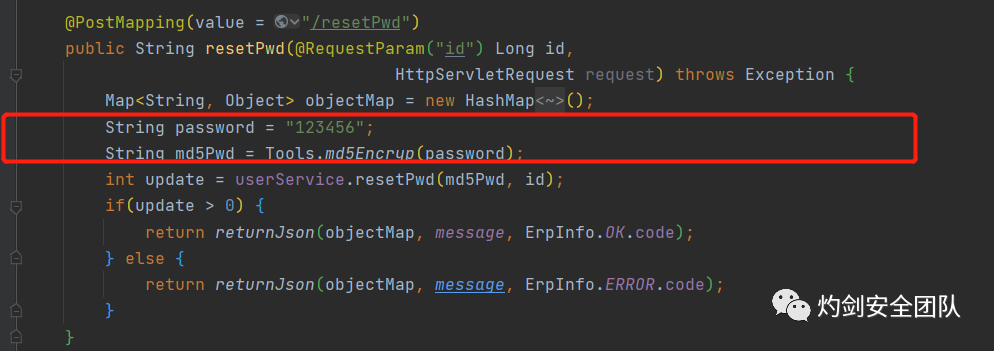 @PostMapping(value = "/resetPwd")
public String resetPwd(@RequestParam("id") Long id,
HttpServletRequest request) throws Exception {
Map<String, Object> objectMap = new HashMap<~>();
String password = "123456";
String md5Pwd = Tools.md5Encryp(password);
int update = userService.resetPwd(md5Pwd, id);
if(update > 0) {
return returnJson(objectMap, message, ErpInfo.OK.code);
} else {
return returnJson(objectMap, message, ErpInfo.ERROR.code);
}
}
灼剑安全团队